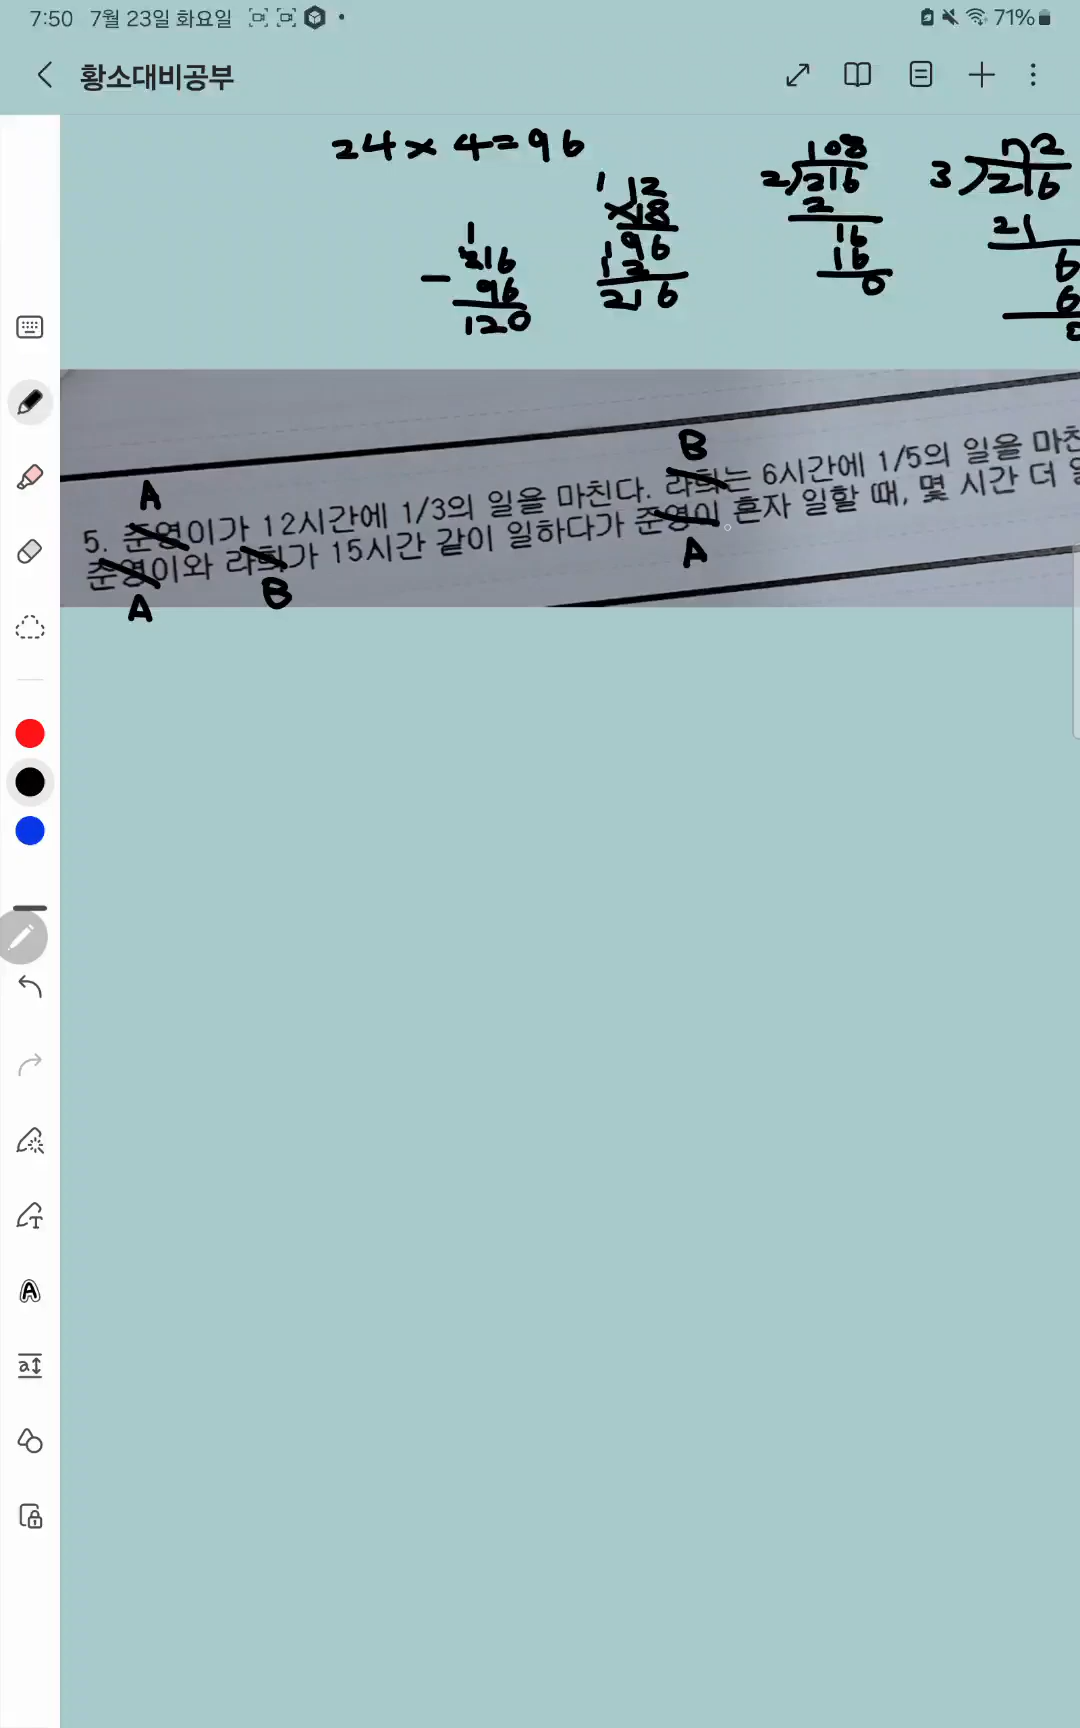 7:50 7월 23일 화요일
71%
황소대비공부
24 × 4 = 96
1
216
- 96
120
1 12
×18
96
12
216
108
2)216
2
16
16
0
72
3)216
21
6
6
0
B
A
5. 준영이가 12시간에 1/3의 일을 마친다. 라희는 6시간에 1/5의 일을 마친
준영이와 라희가 15시간 같이 일하다가 준영이 혼자 일할 때, 몇 시간 더
A B A